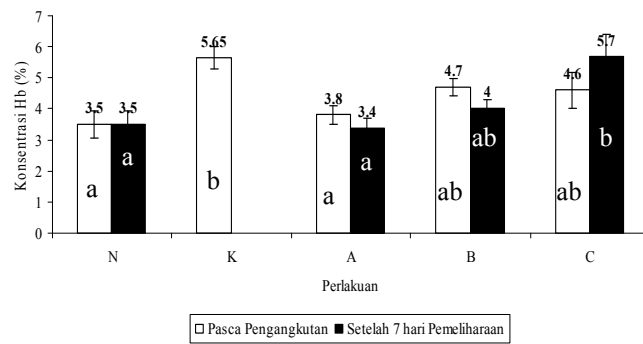 Konsentrasi Hb (%)
7
6
5
4
3
2
1
0
3.5 3.5 5.65 3.8 3.4 4.7 4 4.6 5.7
a a b a a ab ab ab b
N K A B C
Perlakuan
Pasca Pengangkutan Setelah 7 hari Pemeliharaan